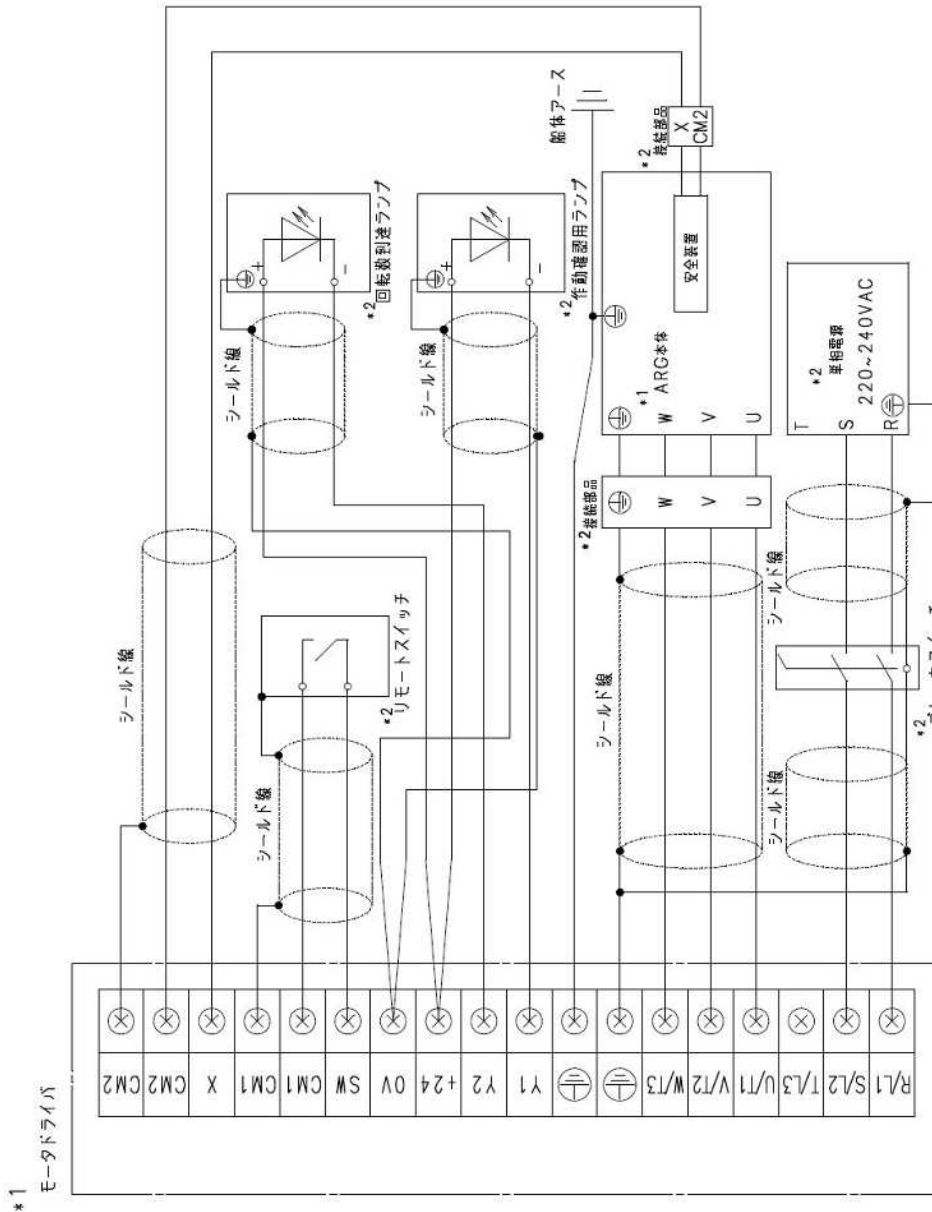 *1
モータドライバ
CM2
CM2
X
CM1
CM1
SW
0V
+24
Y2
Y1
W/T3
V/T2
U/T1
T/L3
S/L2
R/L1
シールド線
シールド線
*2
リモートスイッチ
シールド線
+
-
*2
回転数到達ランプ
シールド線
+
-
*2
作動確認用ランプ
船体アース
*2
接続部品
X
CM2
安全装置
*1
ARG本体
W
V
U
*2接続部品
W
V
U
シールド線
*2
単相電源
220~240VAC
T
S
R
シールド線
シールド線
*2